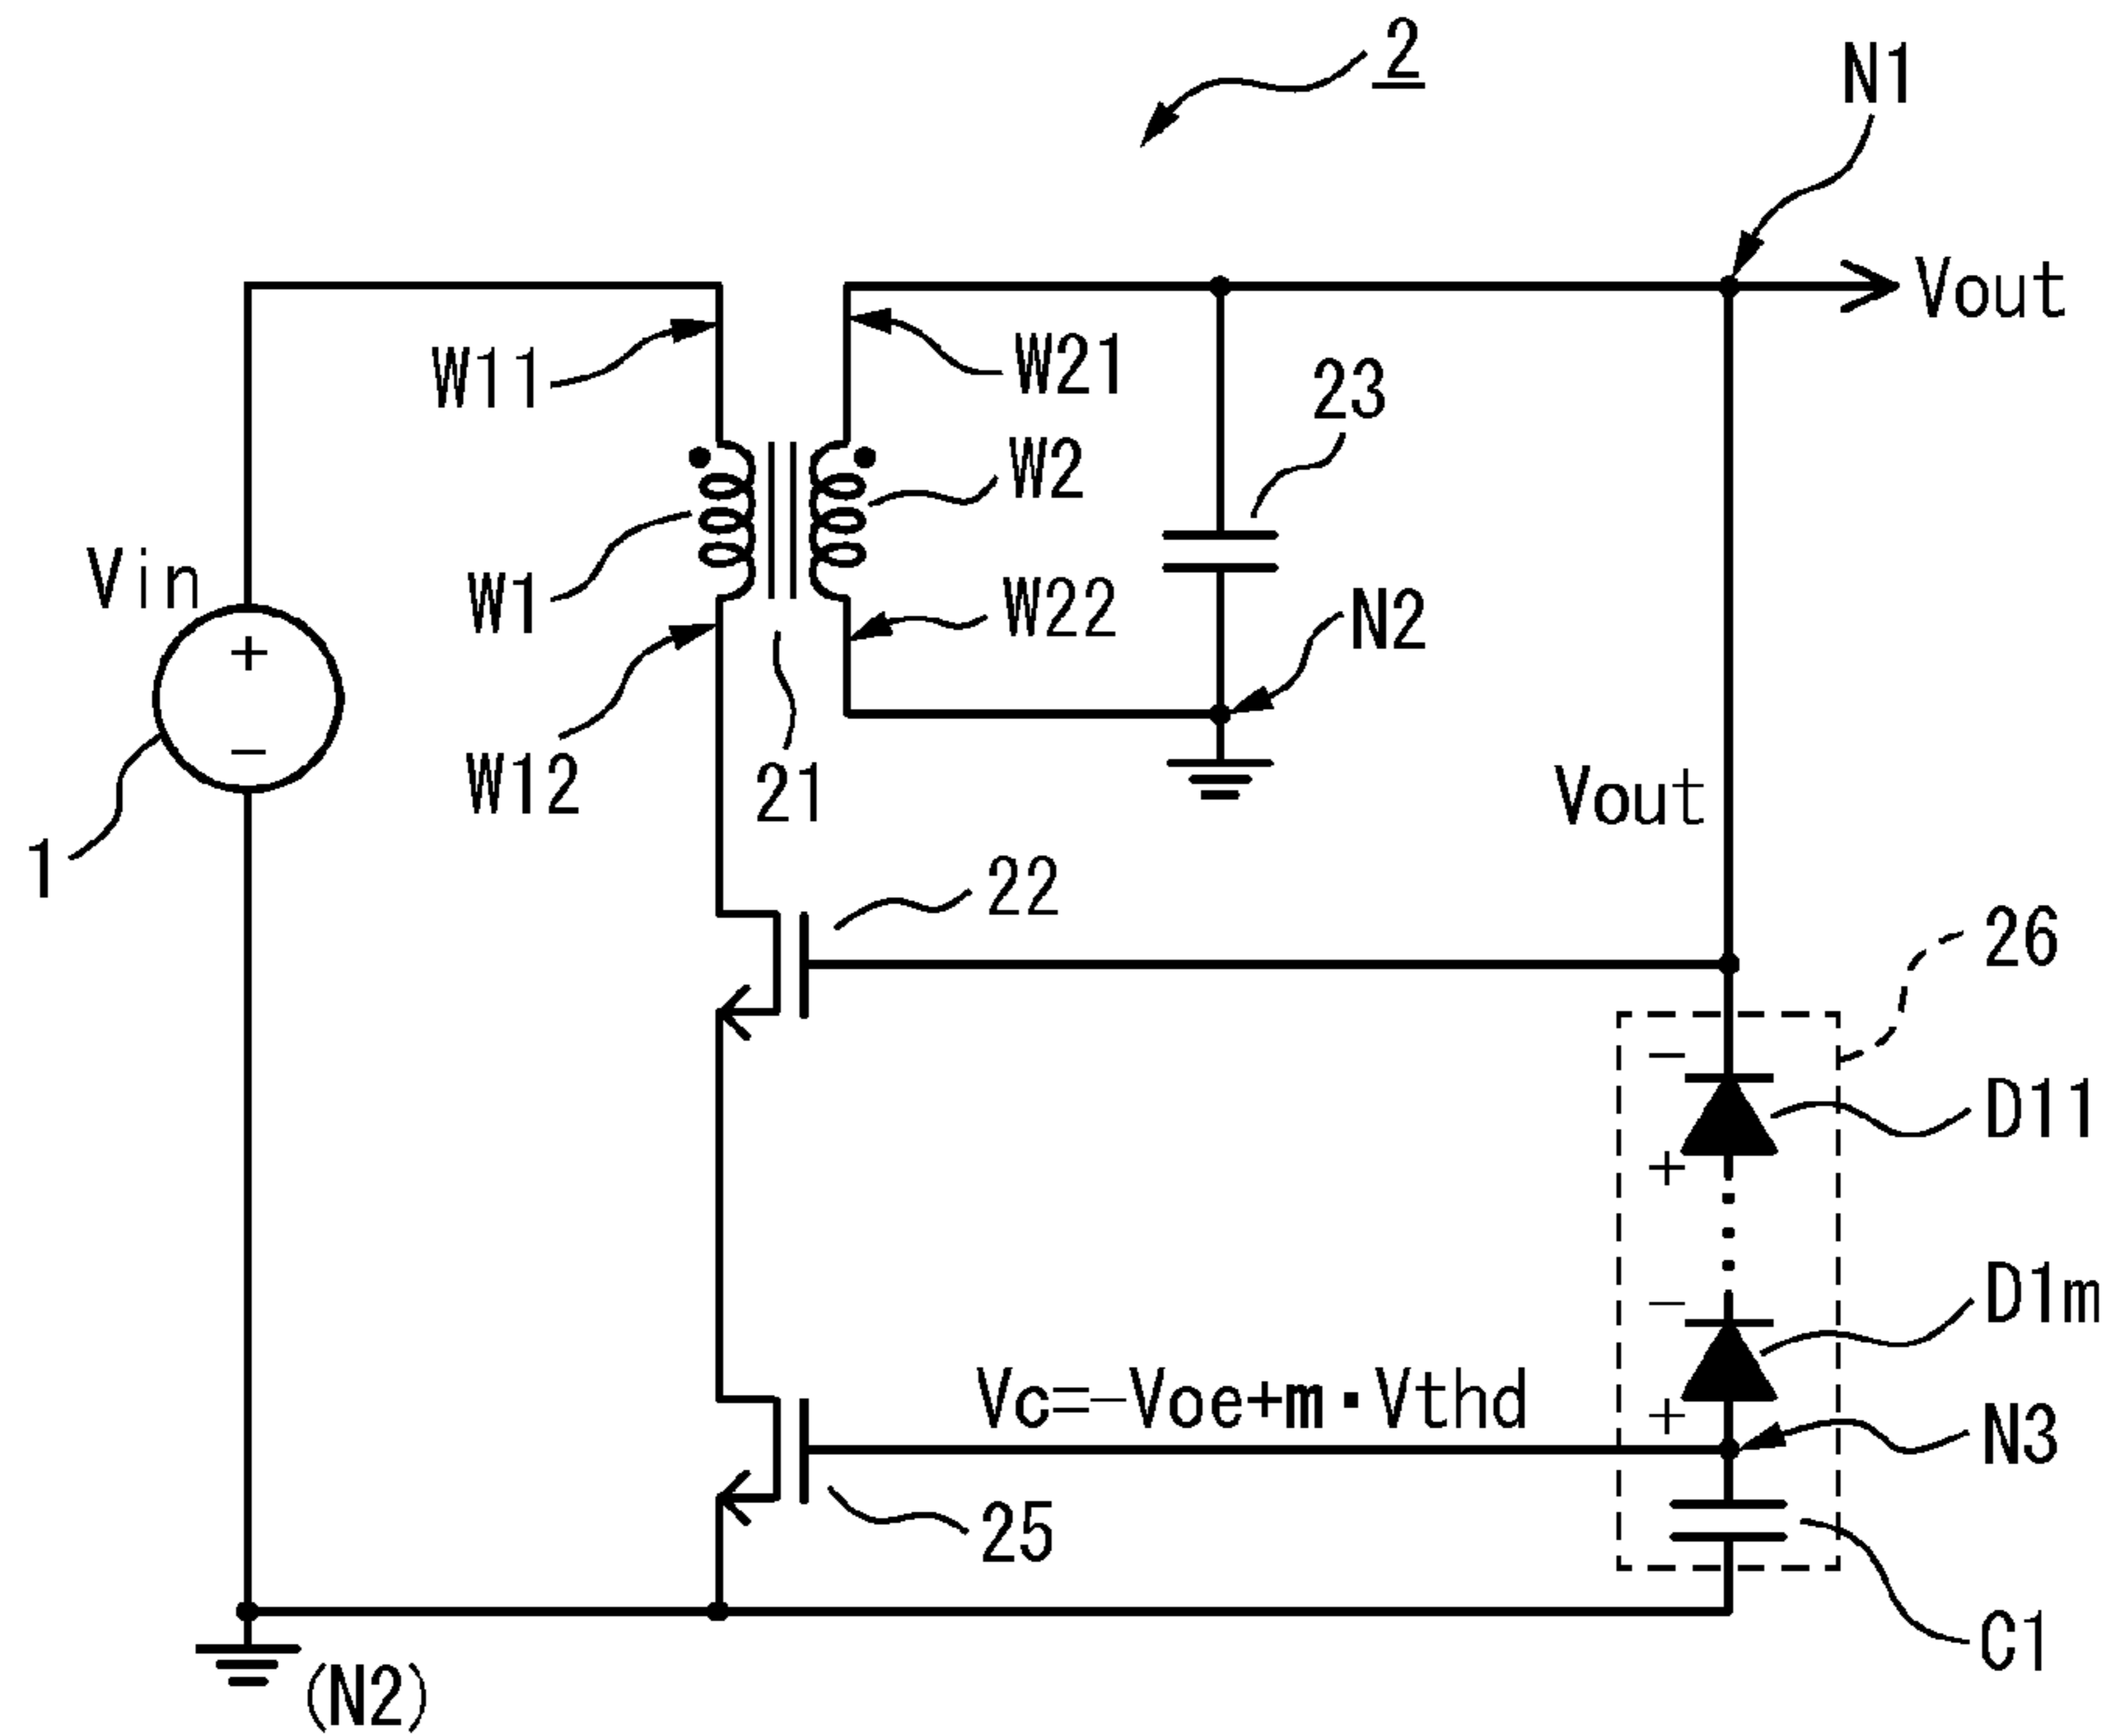 2
N1
Vout
W11
W21
23
W2
Vin
W1
W22
N2
W12
21
Vout
1
22
26
-
D11
+
-
D1m
Vc=-Voe+m·Vthd
+
N3
25
C1
(N2)
+
-